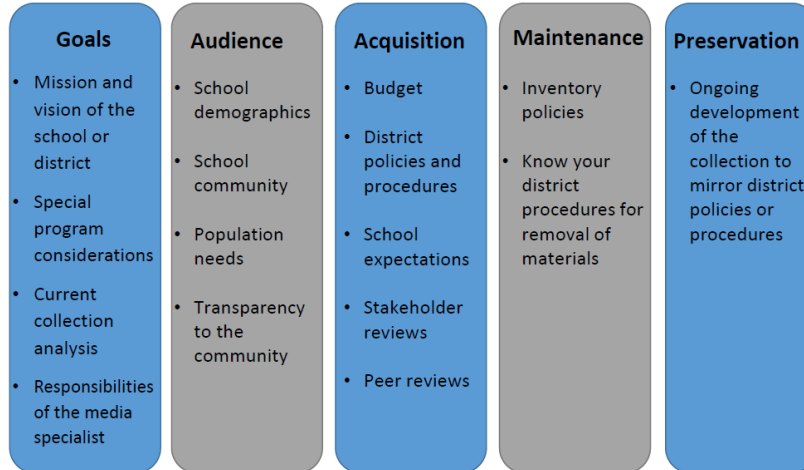 Goals
• Mission and
vision of the
school or
district
• Special
program
considerations
• Current
collection
analysis
• Responsibilities
of the media
specialist
Audience
• School
demographics
• School
community
• Population
needs
• Transparency
to the
community
Acquisition
• Budget
• District
policies and
procedures
• School
expectations
• Stakeholder
reviews
• Peer reviews
Maintenance
• Inventory
policies
• Know your
district
procedures for
removal of
materials
Preservation
• Ongoing
development
of the
collection to
mirror district
policies or
procedures